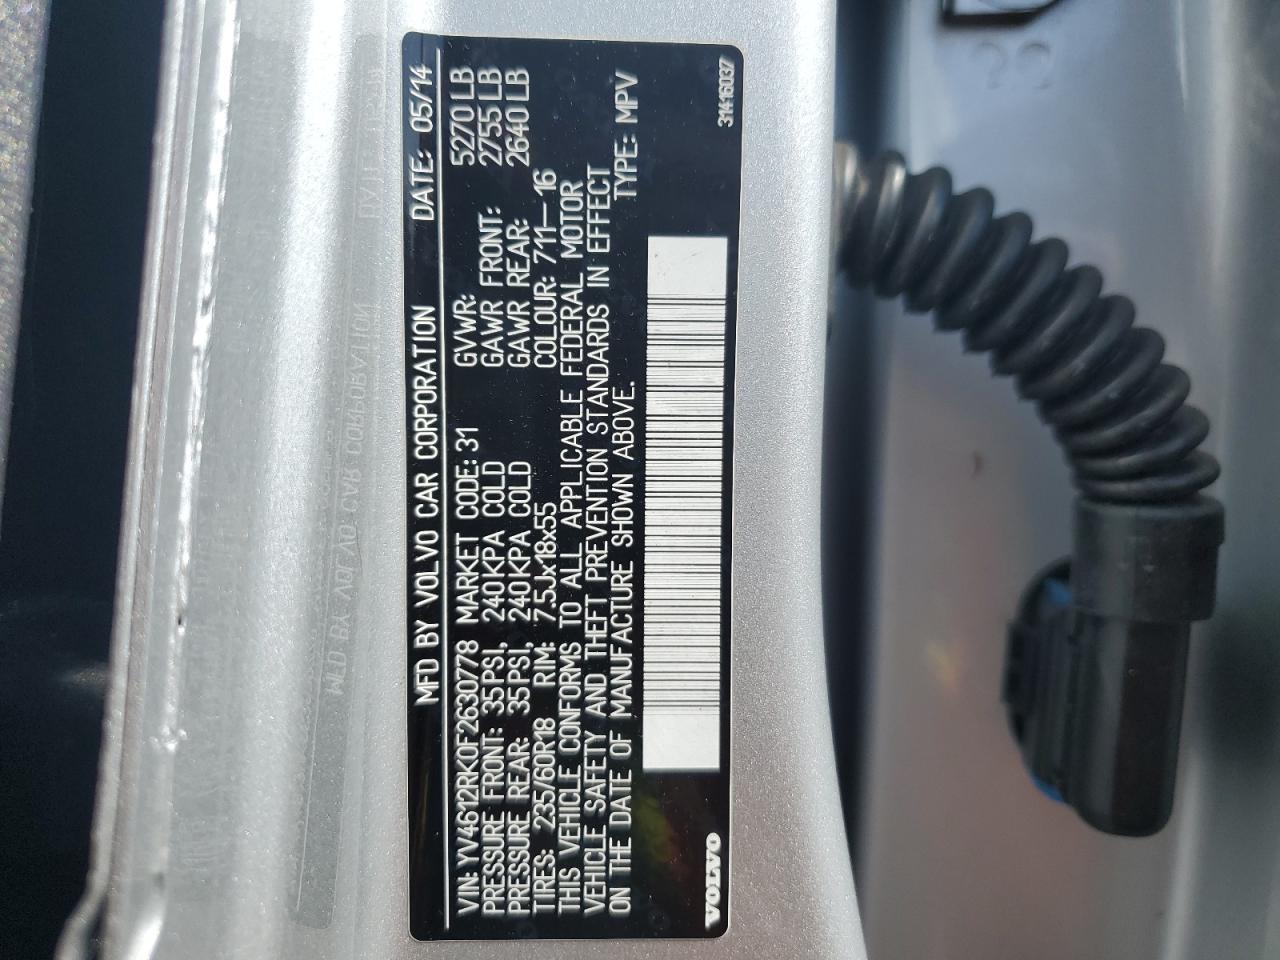 MFD BY VOLVO CAR CORPORATION DATE: 05/14
VIN: YV4612RK0F2630778 MARKET CODE: 31 GVWR: 5270 LB
PRESSURE FRONT: 35PSI, 240KPA COLD GAWR FRONT: 2755 LB
PRESSURE REAR: 35PSI, 240KPA COLD GAWR REAR: 2640 LB
TIRES: 235/60R18 RIM: 7.5Jx18x55 COLOUR: 711-16
THIS VEHICLE CONFORMS TO ALL APPLICABLE FEDERAL MOTOR
VEHICLE SAFETY AND THEFT PREVENTION STANDARDS IN EFFECT
ON THE DATE OF MANUFACTURE SHOWN ABOVE. TYPE: MPV
VOLVO 31416037